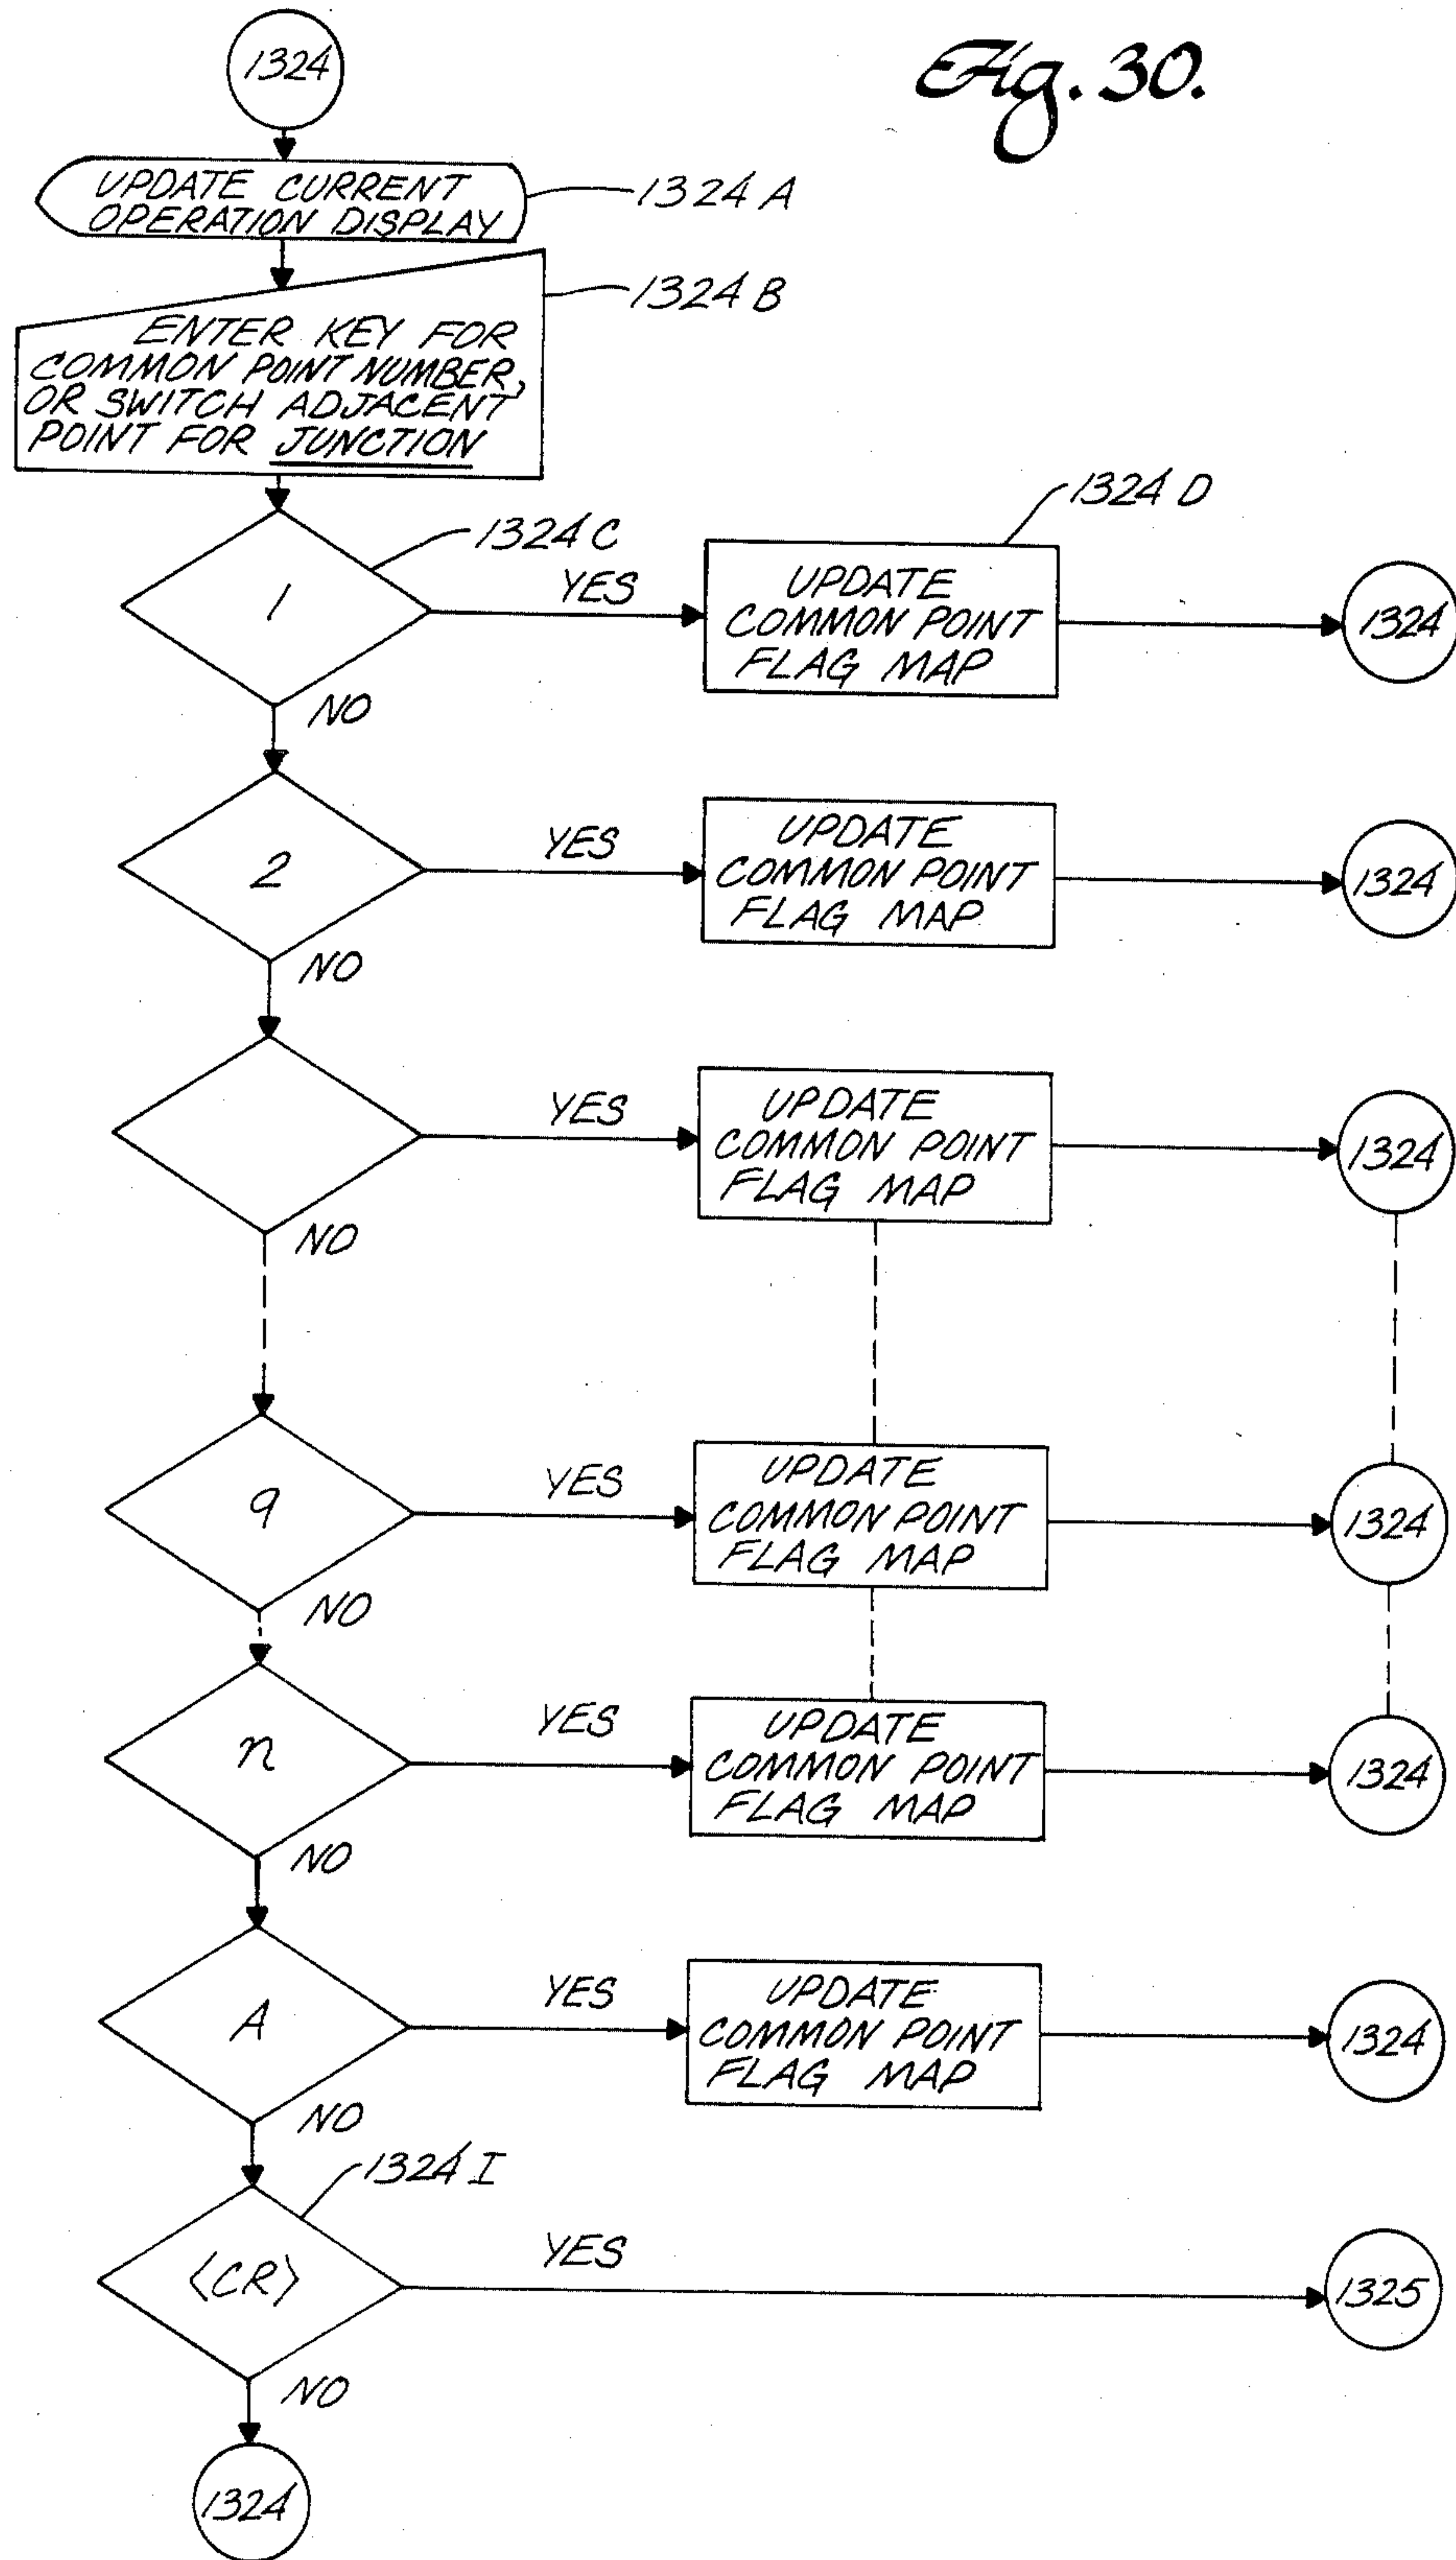 Fig. 30.
1324
UPDATE CURRENT
OPERATION DISPLAY
1324 A
ENTER KEY FOR
COMMON POINT NUMBER,
OR SWITCH ADJACENT
POINT FOR JUNCTION
1324 B
1
1324 C
YES
UPDATE
COMMON POINT
FLAG MAP
1324 D
1324
NO
2
YES
UPDATE
COMMON POINT
FLAG MAP
1324
NO
YES
UPDATE
COMMON POINT
FLAG MAP
1324
NO
9
YES
UPDATE
COMMON POINT
FLAG MAP
1324
NO
n
YES
UPDATE
COMMON POINT
FLAG MAP
1324
NO
A
YES
UPDATE
COMMON POINT
FLAG MAP
1324
NO
1324 I
<CR>
YES
1325
NO
1324